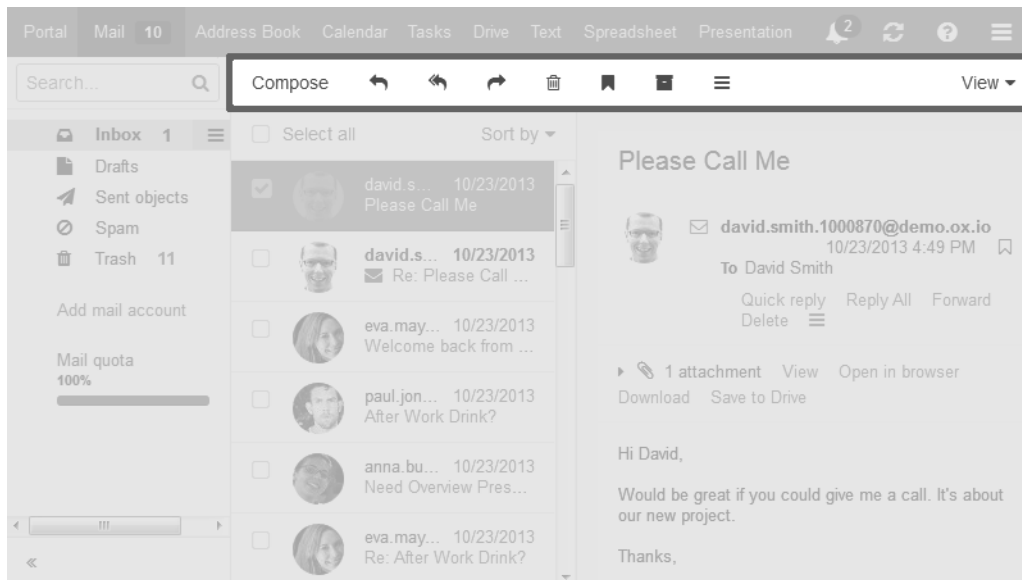 Portal Mail 10 Address Book Calendar Tasks Drive Text Spreadsheet Presentation 2
Search...
Compose View
Inbox 1
Drafts
Sent objects
Spam
Trash 11
Add mail account
Mail quota
100%
Select all Sort by
david.s... 10/23/2013
Please Call Me
david.s... 10/23/2013
Re: Please Call ...
eva.may... 10/23/2013
Welcome back from ...
paul.jon... 10/23/2013
After Work Drink?
anna.bu... 10/23/2013
Need Overview Pres...
eva.may... 10/23/2013
Re: After Work Drink?
Please Call Me
david.smith.1000870@demo.ox.io
10/23/2013 4:49 PM
To David Smith
Quick reply Reply All Forward
Delete
1 attachment View Open in browser
Download Save to Drive
Hi David,
Would be great if you could give me a call. It's about
our new project.
Thanks,